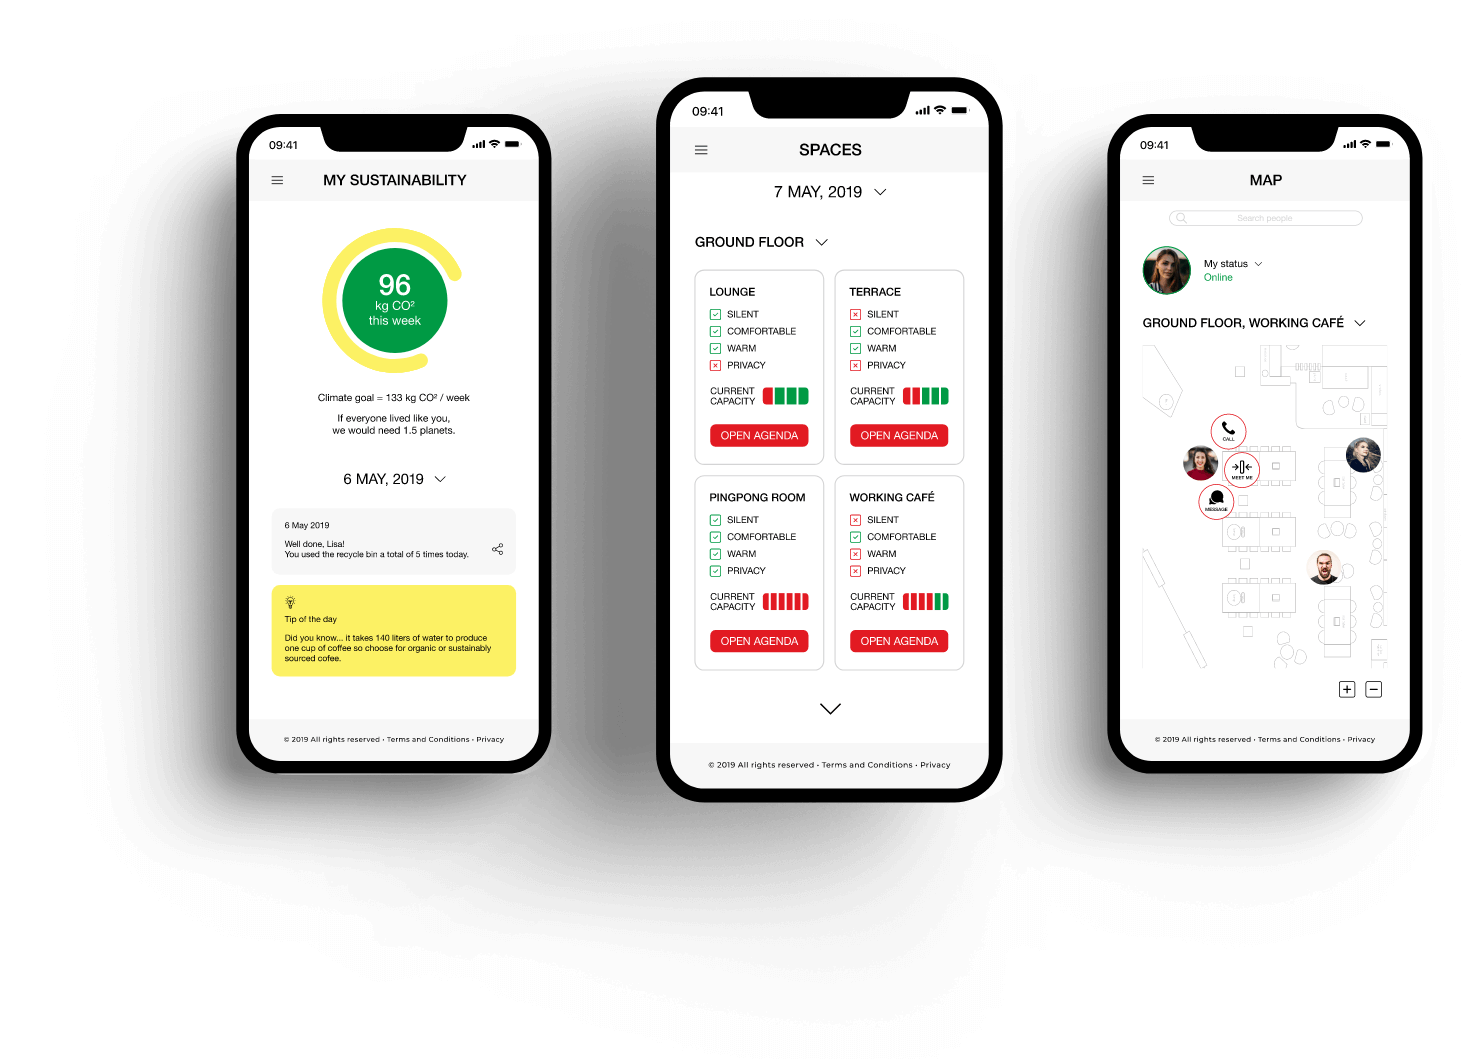 09:41
MY SUSTAINABILITY
96
kg CO²
this week
Climate goal = 133 kg CO² / week
If everyone lived like you,
we would need 1.5 planets.
6 MAY, 2019
6 May 2019
Well done, Lisa!
You used the recycle bin a total of 5 times today.
Tip of the day
Did you know... it takes 140 liters of water to produce
one cup of coffee so choose for organic or sustainably
sourced cofee.
© 2019 All rights reserved • Terms and Conditions • Privacy
09:41
SPACES
7 MAY, 2019
GROUND FLOOR
LOUNGE
SILENT
COMFORTABLE
WARM
PRIVACY
CURRENT
CAPACITY
OPEN AGENDA
TERRACE
SILENT
COMFORTABLE
WARM
PRIVACY
CURRENT
CAPACITY
OPEN AGENDA
PINGPONG ROOM
SILENT
COMFORTABLE
WARM
PRIVACY
CURRENT
CAPACITY
OPEN AGENDA
WORKING CAFÉ
SILENT
COMFORTABLE
WARM
PRIVACY
CURRENT
CAPACITY
OPEN AGENDA
© 2019 All rights reserved • Terms and Conditions • Privacy
09:41
MAP
Search people
My status
Online
GROUND FLOOR, WORKING CAFÉ
CALL
MEET ME
MESSAGE
© 2019 All rights reserved • Terms and Conditions • Privacy